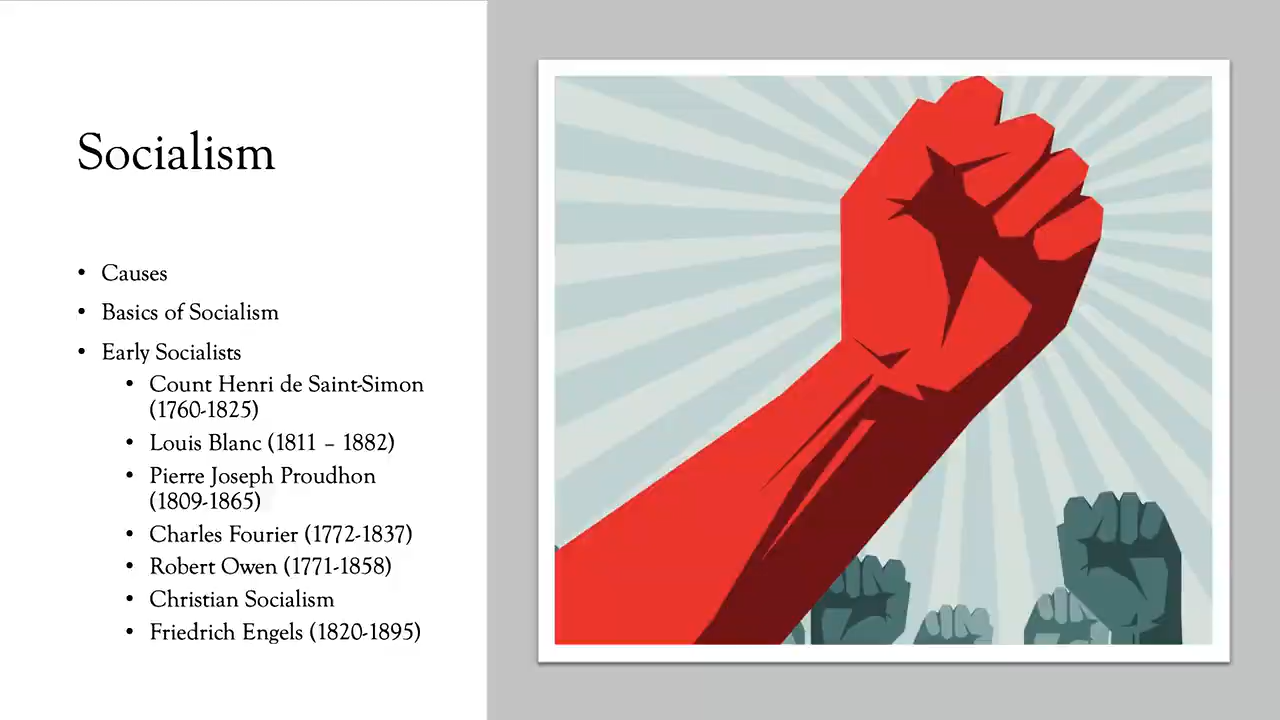 Socialism
• Causes
• Basics of Socialism
• Early Socialists
• Count Henri de Saint-Simon
(1760-1825)
• Louis Blanc (1811 – 1882)
• Pierre Joseph Proudhon
(1809-1865)
• Charles Fourier (1772-1837)
• Robert Owen (1771-1858)
• Christian Socialism
• Friedrich Engels (1820-1895)